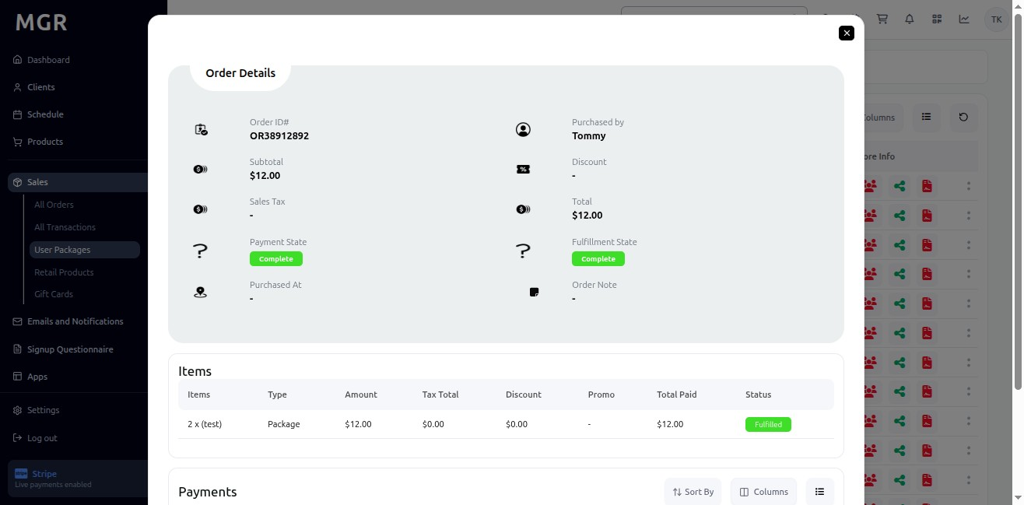 MGR
TK
Dashboard
Clients
Schedule
Products
Sales
All Orders
All Transactions
User Packages
Retail Products
Gift Cards
Emails and Notifications
Signup Questionnaire
Apps
Settings
Log out
Stripe
Live payments enabled
Order Details
Order ID#
OR38912892
Purchased by
Tommy
Subtotal
$12.00
Discount
-
Sales Tax
-
Total
$12.00
Payment State
Complete
Fulfillment State
Complete
Purchased At
-
Order Note
-
Items
Items Type Amount Tax Total Discount Promo Total Paid Status
2 x (test) Package $12.00 $0.00 $0.00 - $12.00 Fulfilled
Payments
Sort By
Columns
olumns
ore Info